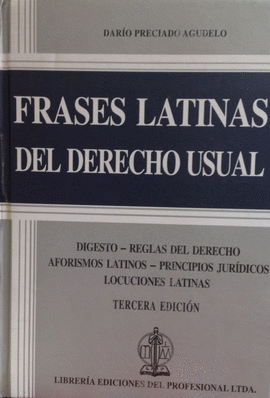 DARÍO PRECIADO AGUDELO
FRASES LATINAS
DEL DERECHO USUAL
DIGESTO – REGLAS DEL DERECHO
AFORISMOS LATINOS – PRINCIPIOS JURÍDICOS
LOCUCIONES LATINAS
TERCERA EDICIÓN
LIBRERÍA EDICIONES DEL PROFESIONAL LTDA.